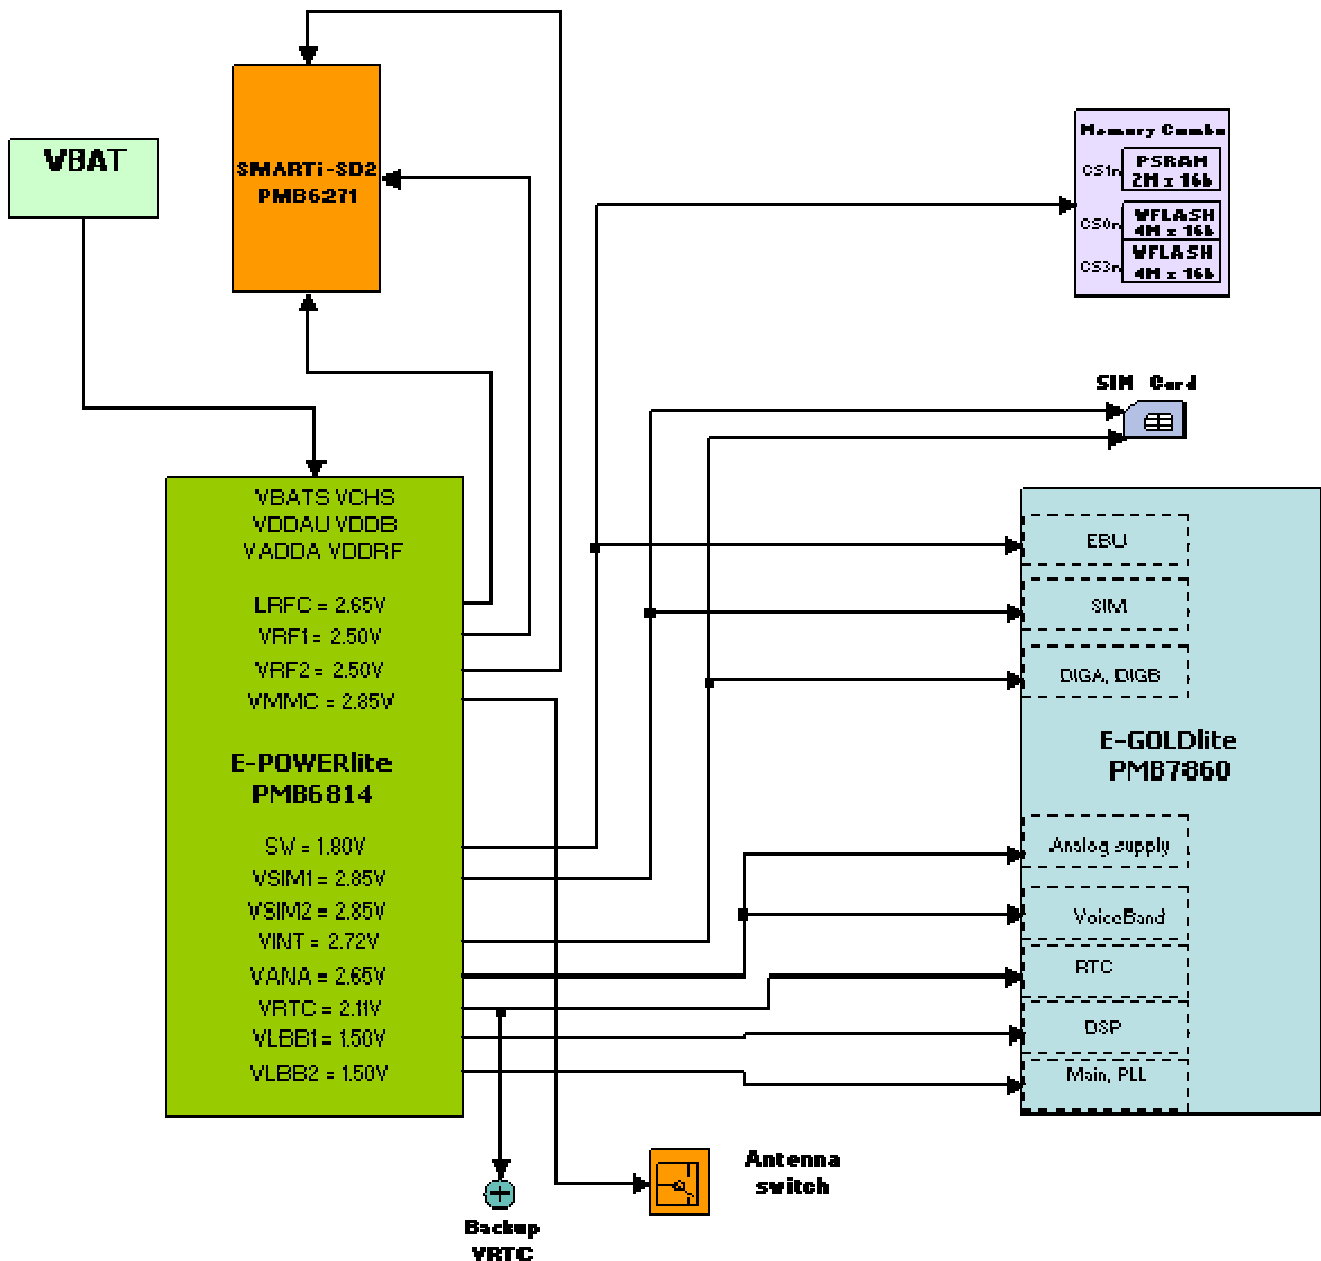 VBAT
SMARTi-SD2
PMB6271
Memory Combo
CS1n
PSRAM
2M x 16b
CS0n
WFLASH
4M x 16b
CS3n
WFLASH
4M x 16b
SIM Card
VBATS VCHS
VDDAU VDDB
VADDA VDDRF
LRFC = 2.65V
VRF1 = 2.50V
VRF2 = 2.50V
VMMC = 2.85V
E-POWERlite
PMB6814
SW = 1.80V
VSIM1 = 2.85V
VSIM2 = 2.85V
VINT = 2.72V
VANA = 2.65V
VRTC = 2.11V
VLBB1 = 1.50V
VLBB2 = 1.50V
EBU
SIM
DIGA, DIGB
E-GOLDlite
PMB7860
Analog supply
VoiceBand
RTC
DSP
Main, PLL
Antenna
switch
Backup
VRTC